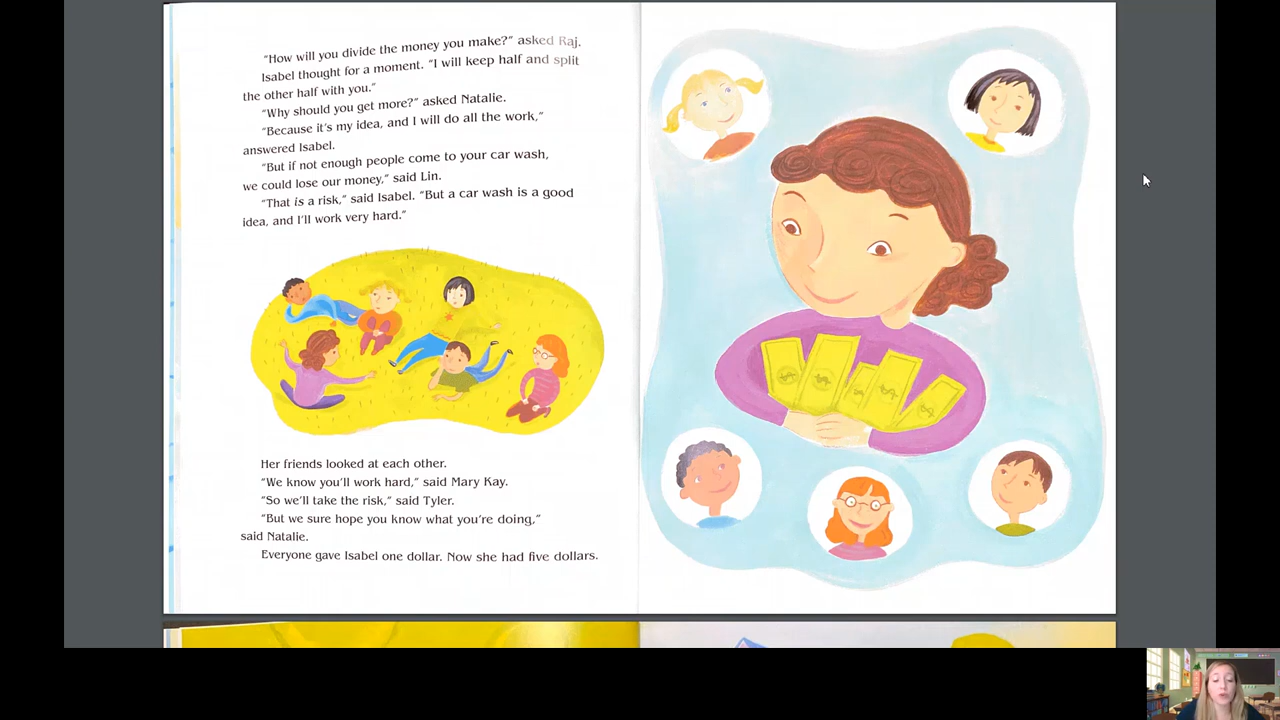 “How will you divide the money you make?” asked Raj.
Isabel thought for a moment. “I will keep half and split
the other half with you.”
“Why should you get more?” asked Natalie.
“Because it’s my idea, and I will do all the work,”
answered Isabel.
“But if not enough people come to your car wash,
we could lose our money,” said Lin.
“That is a risk,” said Isabel. “But a car wash is a good
idea, and I’ll work very hard.”
Her friends looked at each other.
“We know you’ll work hard,” said Mary Kay.
“So we’ll take the risk,” said Tyler.
“But we sure hope you know what you’re doing,”
said Natalie.
Everyone gave Isabel one dollar. Now she had five dollars.